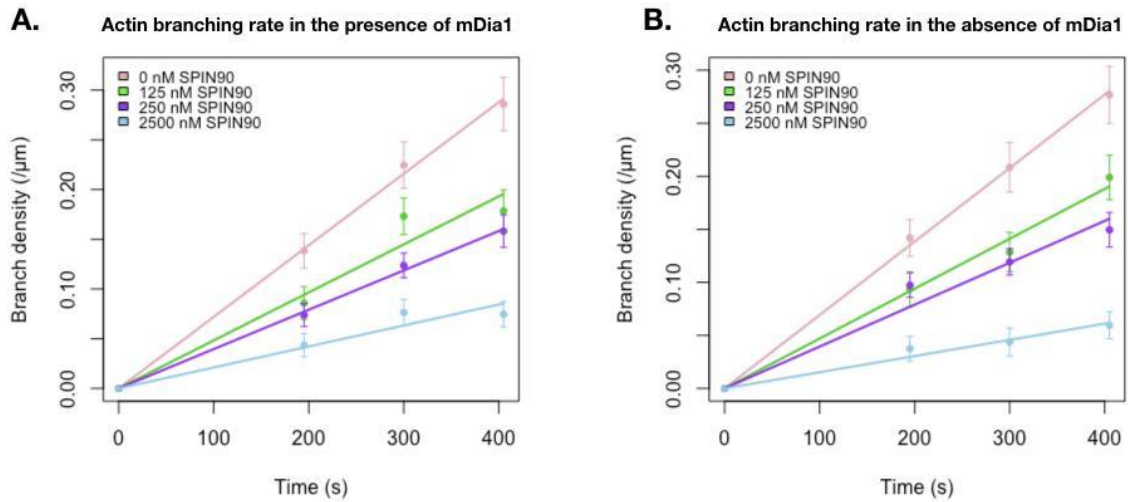 A.
Actin branching rate in the presence of mDia1
0 nM SPIN90
125 nM SPIN90
250 nM SPIN90
2500 nM SPIN90
Branch density (/μm)
0.30
0.20
0.10
0.00
0 100 200 300 400
Time (s)
B.
Actin branching rate in the absence of mDia1
0 nM SPIN90
125 nM SPIN90
250 nM SPIN90
2500 nM SPIN90
Branch density (/μm)
0.30
0.20
0.10
0.00
0 100 200 300 400
Time (s)